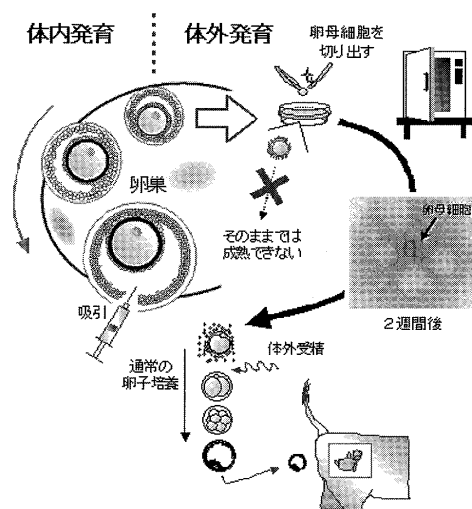 体内発育
体外発育
卵母細胞を
切り出す
卵巣
そのままでは
成熟できない
卵母細胞
2週間後
吸引
通常の
卵子培養
体外受精